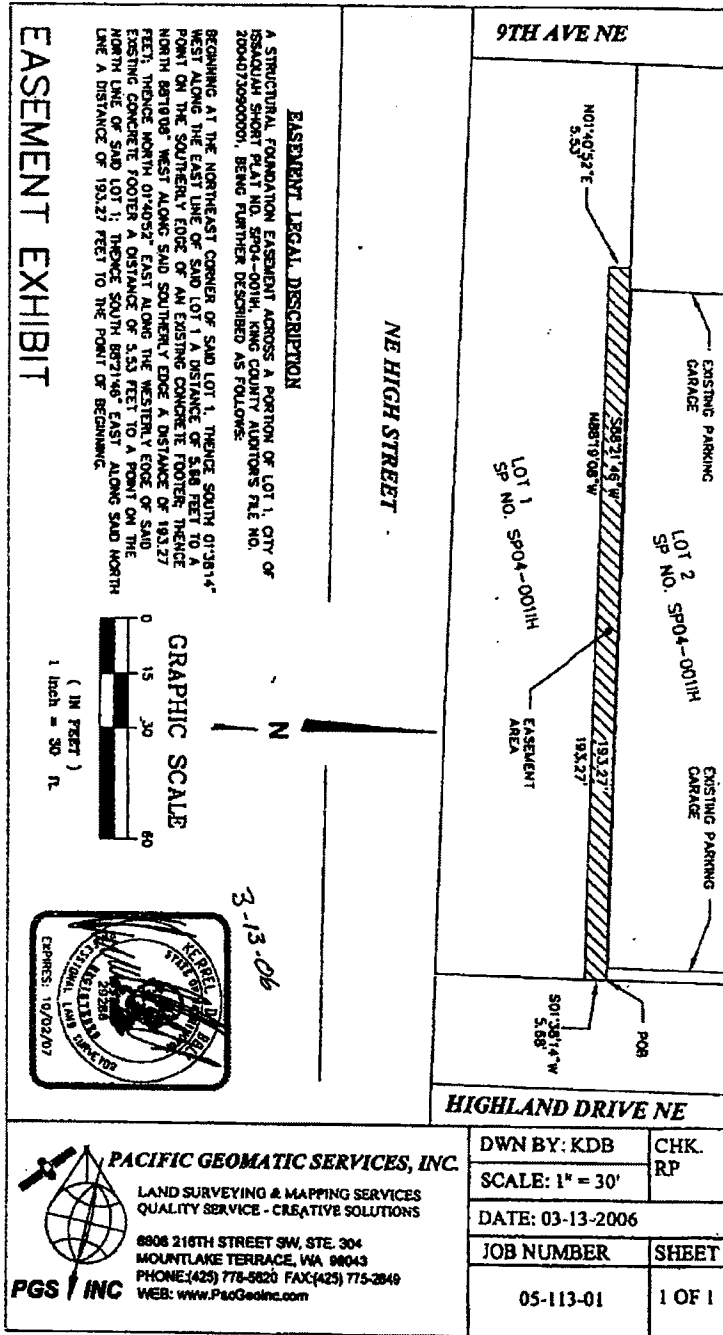 9TH AVE NE
N01°40'52"E
5.53'
EXISTING PARKING
GARAGE
S88°21'46"W
N88°19'08"W
LOT 2
SP NO. SP04-0011H
LOT 1
SP NO. SP04-0011H
EASEMENT
AREA
193.27'
193.27'
EXISTING PARKING
GARAGE
POB
S01°38'14"W
5.68'
HIGHLAND DRIVE NE
NE HIGH STREET
EASEMENT LEGAL DESCRIPTION
A STRUCTURAL FOUNDATION EASEMENT ACROSS A PORTION OF LOT 1, CITY OF
ISSAQUAH SHORT PLAT NO. SP04-001IH, KING COUNTY AUDITOR'S FILE NO.
20040730900001, BEING FURTHER DESCRIBED AS FOLLOWS:
BEGINNING AT THE NORTHEAST CORNER OF SAID LOT 1, THENCE SOUTH 01°38'14"
WEST ALONG THE EAST LINE OF SAID LOT 1 A DISTANCE OF 5.68 FEET TO A
POINT ON THE SOUTHERLY EDGE OF AN EXISTING CONCRETE FOOTER; THENCE
NORTH 88°19'08" WEST ALONG SAID SOUTHERLY EDGE A DISTANCE OF 193.27
FEET; THENCE NORTH 01°40'52" EAST ALONG THE WESTERLY EDGE OF SAID
EXISTING CONCRETE FOOTER A DISTANCE OF 5.53 FEET TO A POINT ON THE
NORTH LINE OF SAID LOT 1; THENCE SOUTH 88°21'46" EAST ALONG SAID NORTH
LINE A DISTANCE OF 193.27 FEET TO THE POINT OF BEGINNING.
EASEMENT EXHIBIT
N
GRAPHIC SCALE
0 15 30 60
( IN FEET )
1 inch = 30 ft.
3-13-06
KERREL D.
STATE OF
28288
REGISTERED
PROFESSIONAL LAND SURVEYOR
EXPIRES: 10/02/07
PACIFIC GEOMATIC SERVICES, INC.
LAND SURVEYING & MAPPING SERVICES
QUALITY SERVICE - CREATIVE SOLUTIONS
6608 216TH STREET SW, STE. 304
MOUNTLAKE TERRACE, WA 98043
PHONE:(425) 778-5620 FAX:(425) 775-2849
WEB: www.PacGeoInc.com
PGS INC
DWN BY: KDB
CHK.
RP
SCALE: 1" = 30'
DATE: 03-13-2006
JOB NUMBER
SHEET
05-113-01
1 OF 1